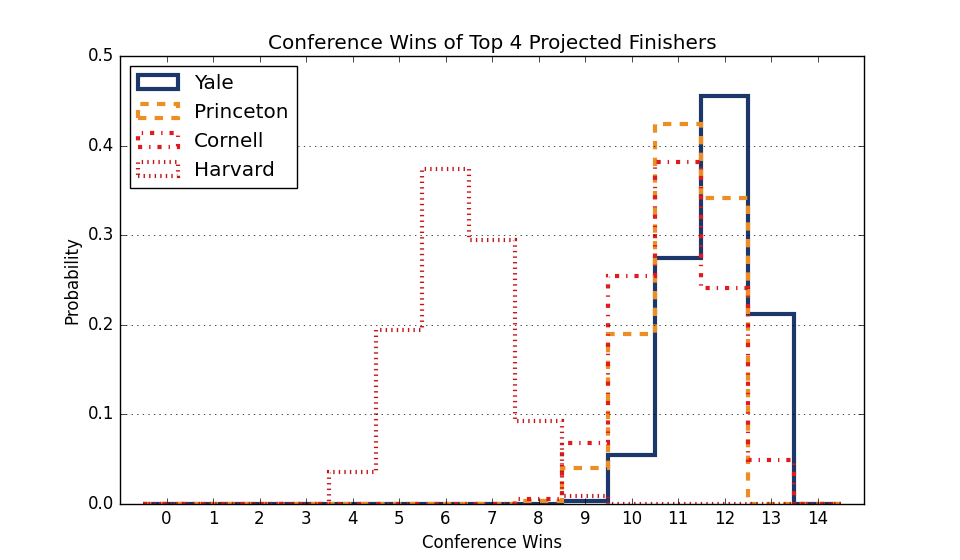 Conference Wins of Top 4 Projected Finishers
0.5
0.4
0.3
0.2
0.1
0.0
Probability
Yale
Princeton
Cornell
Harvard
0 1 2 3 4 5 6 7 8 9 10 11 12 13 14
Conference Wins